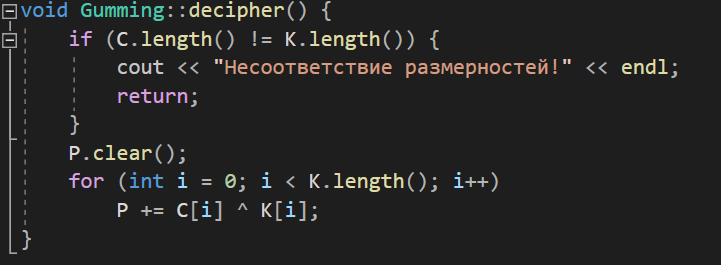 void Gumming::decipher() {
    if (C.length() != K.length()) {
        cout << "Несоответствие размерностей!" << endl;
        return;
    }
    P.clear();
    for (int i = 0; i < K.length(); i++)
        P += C[i] ^ K[i];
}